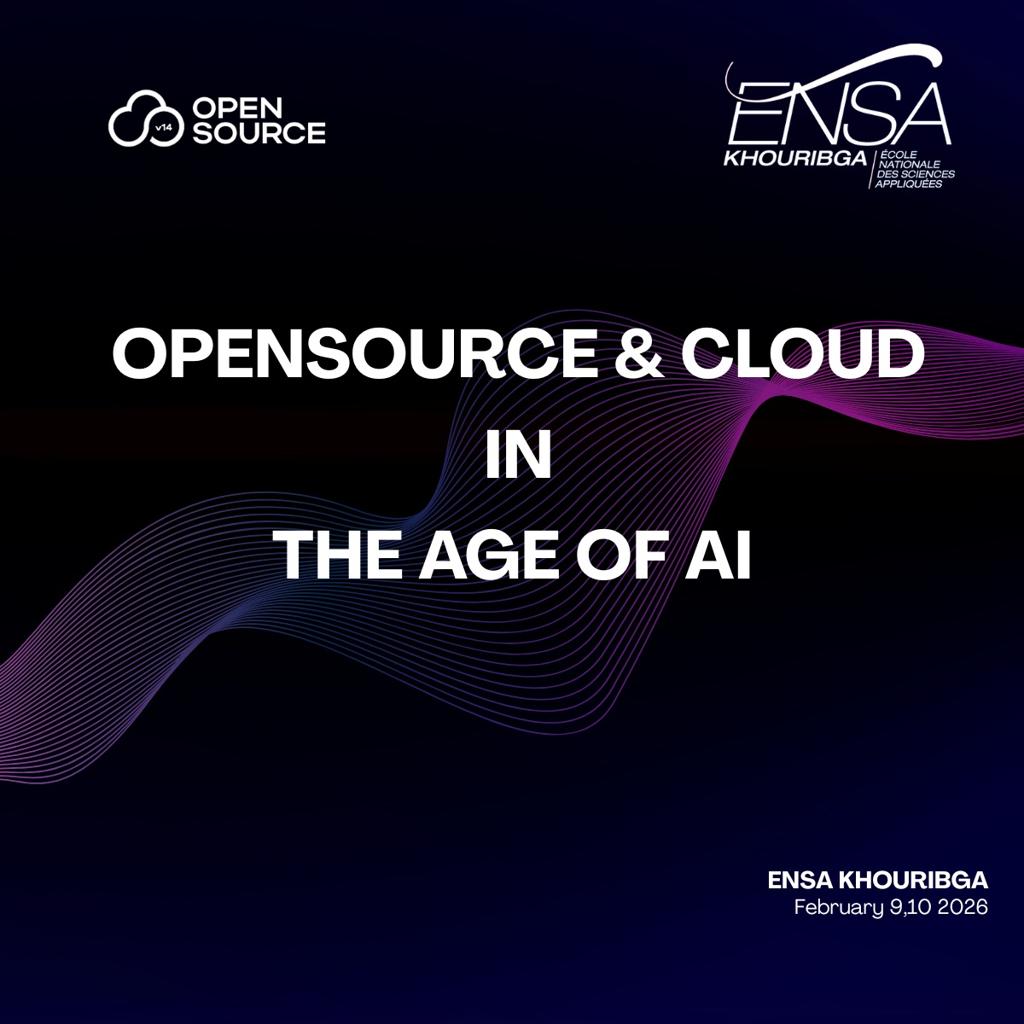 v14
OPEN
SOURCE
ENSA
KHOURIBGA
ÉCOLE
NATIONALE
DES SCIENCES
APPLIQUÉES
OPENSOURCE & CLOUD
IN
THE AGE OF AI
ENSA KHOURIBGA
February 9,10 2026